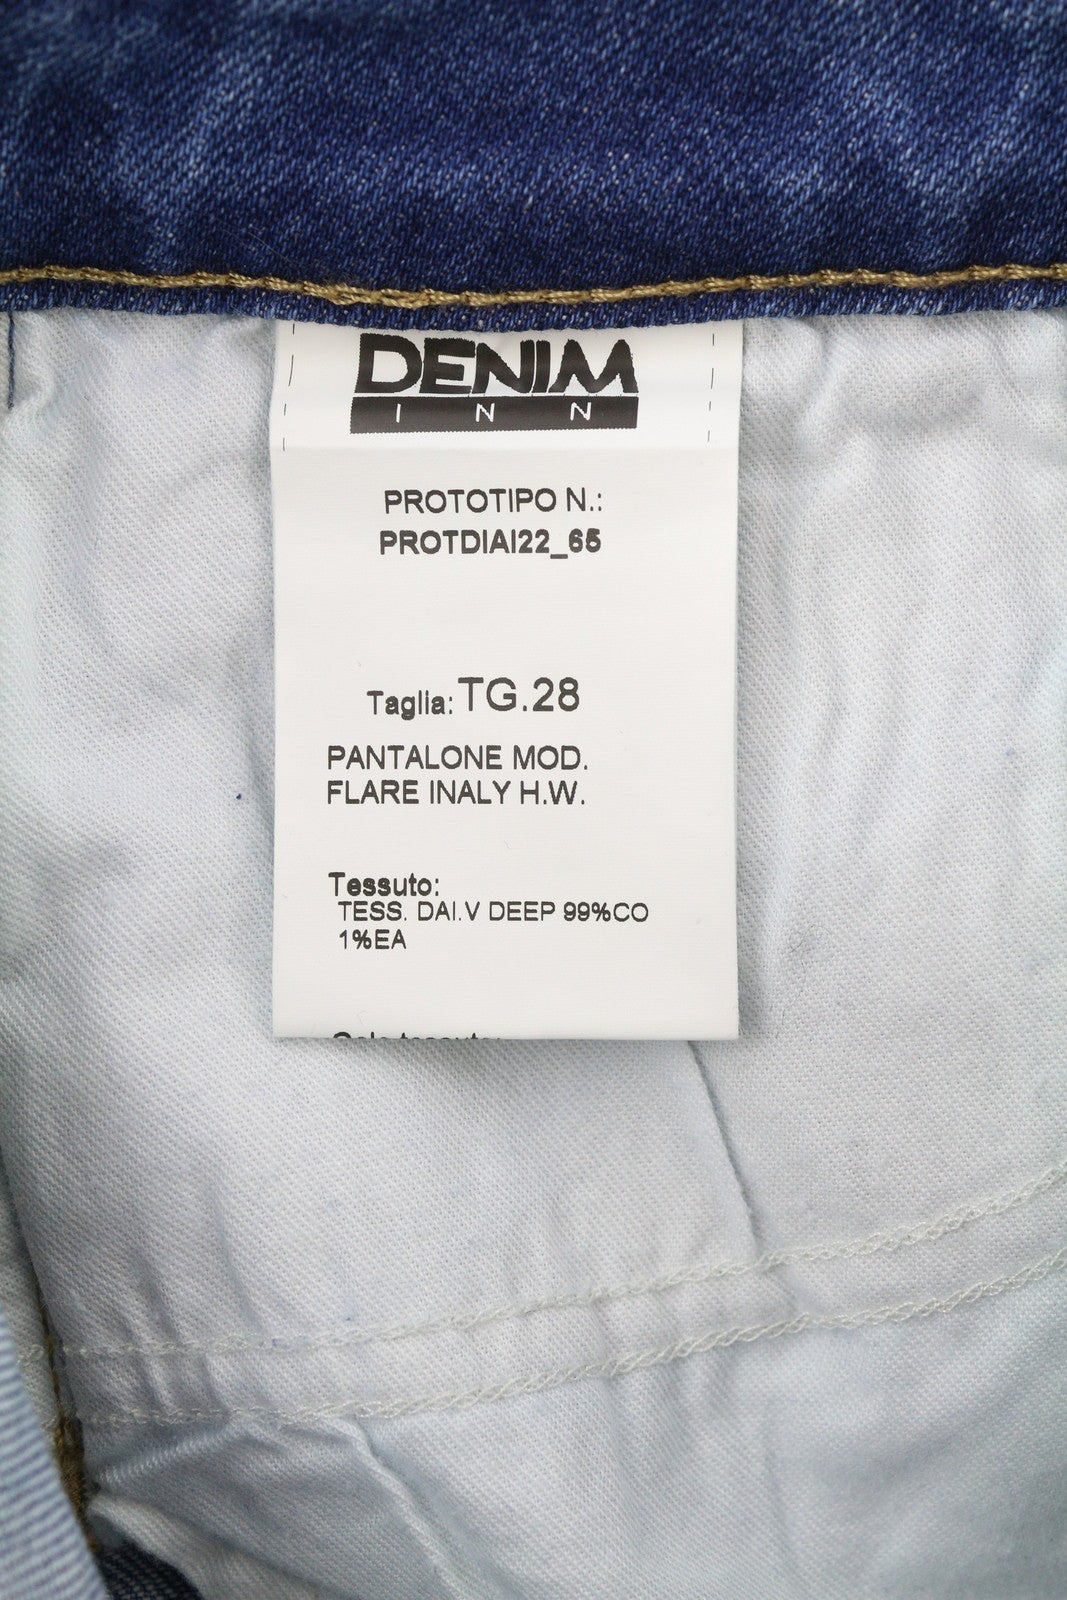 DENIM
INN
PROTOTIPO N.:
PROTDIAI22_65
Taglia: TG.28
PANTALONE MOD.
FLARE INALY H.W.
Tessuto:
TESS. DAI.V DEEP 99%CO
1%EA